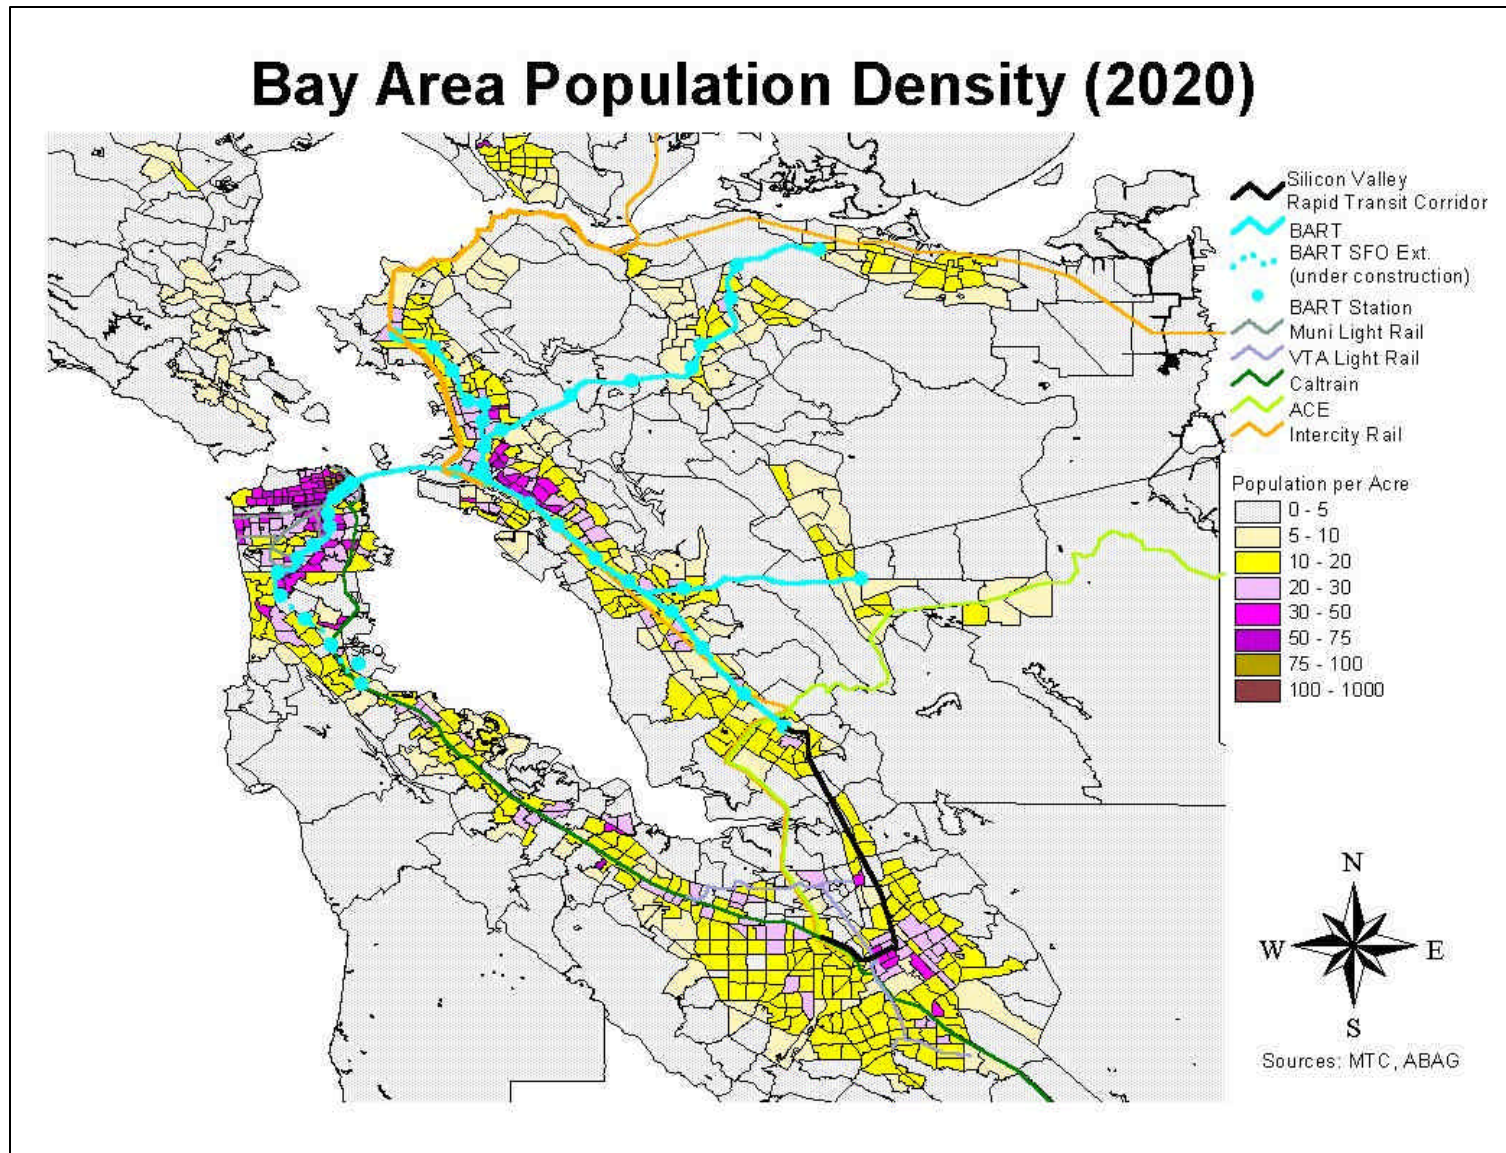 Bay Area Population Density (2020)
Silicon Valley
Rapid Transit Corridor
BART
BART SFO Ext.
(under construction)
BART Station
Muni Light Rail
VTA Light Rail
Caltrain
ACE
Intercity Rail
Population per Acre
0 - 5
5 - 10
10 - 20
20 - 30
30 - 50
50 - 75
75 - 100
100 - 1000
N
W E
S
Sources: MTC, ABAG